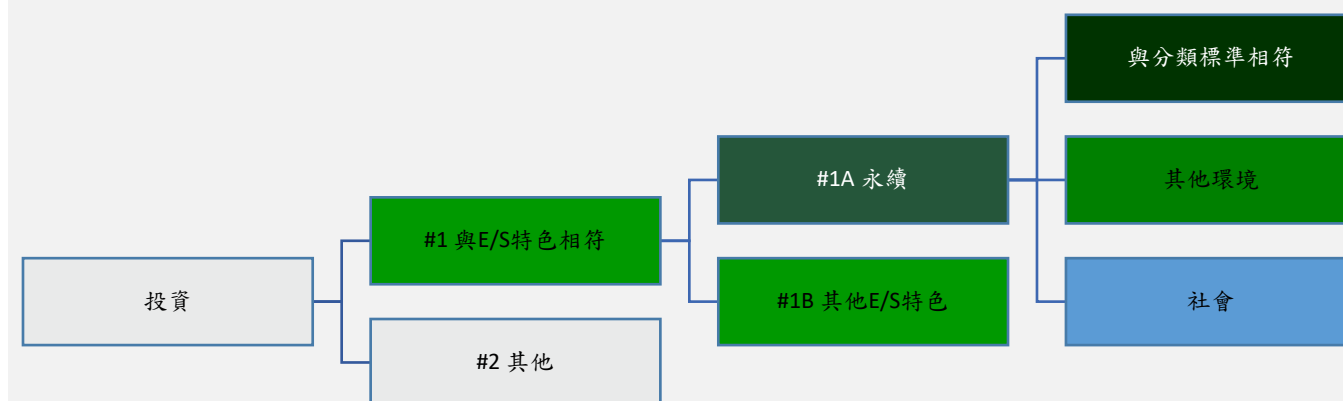 與分類標準相符
#1A 永續
其他環境
#1 與E/S特色相符
投資
#1B 其他E/S特色
社會
#2 其他